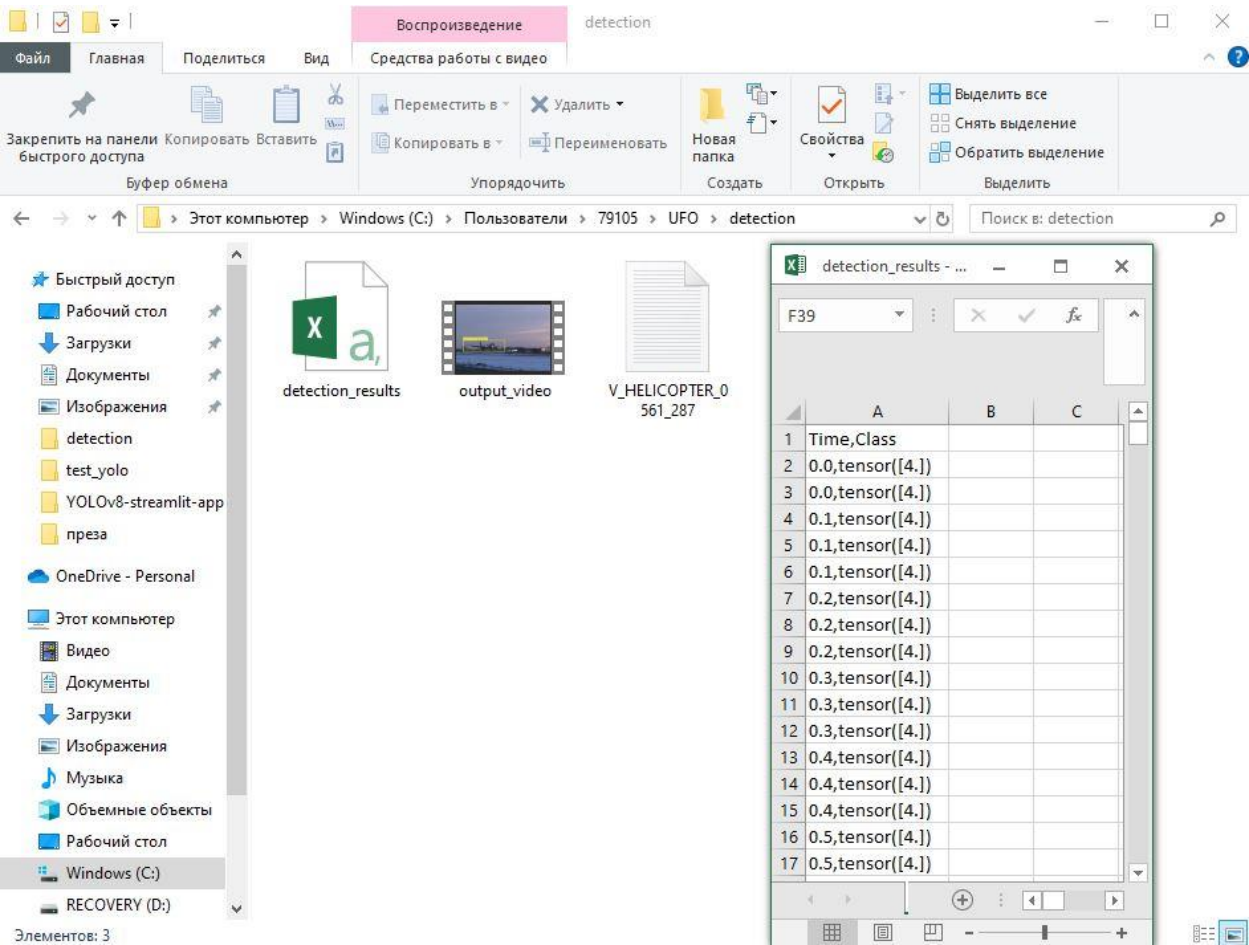 Воспроизведение
detection
Файл Главная Поделиться Вид Средства работы с видео
Закрепить на панели быстрого доступа
Копировать Вставить
Переместить в
Копировать в
Удалить
Переименовать
Новая папка
Свойства
Выделить все
Снять выделение
Обратить выделение
Буфер обмена Упорядочить Создать Открыть Выделить
Этот компьютер > Windows (C:) > Пользователи > 79105 > UFO > detection
Поиск в: detection
Быстрый доступ
Рабочий стол
Загрузки
Документы
Изображения
detection
test_yolo
YOLOv8-streamlit-app
преза
OneDrive - Personal
Этот компьютер
Видео
Документы
Загрузки
Изображения
Музыка
Объемные объекты
Рабочий стол
Windows (C:)
RECOVERY (D:)
Элементов: 3
X a,
detection_results
output_video
V_HELICOPTER_0
561_287
detection_results - ...
F39 fx
A B C
1 Time,Class
2 0.0,tensor([4.])
3 0.0,tensor([4.])
4 0.1,tensor([4.])
5 0.1,tensor([4.])
6 0.1,tensor([4.])
7 0.2,tensor([4.])
8 0.2,tensor([4.])
9 0.2,tensor([4.])
10 0.3,tensor([4.])
11 0.3,tensor([4.])
12 0.3,tensor([4.])
13 0.4,tensor([4.])
14 0.4,tensor([4.])
15 0.4,tensor([4.])
16 0.5,tensor([4.])
17 0.5,tensor([4.])